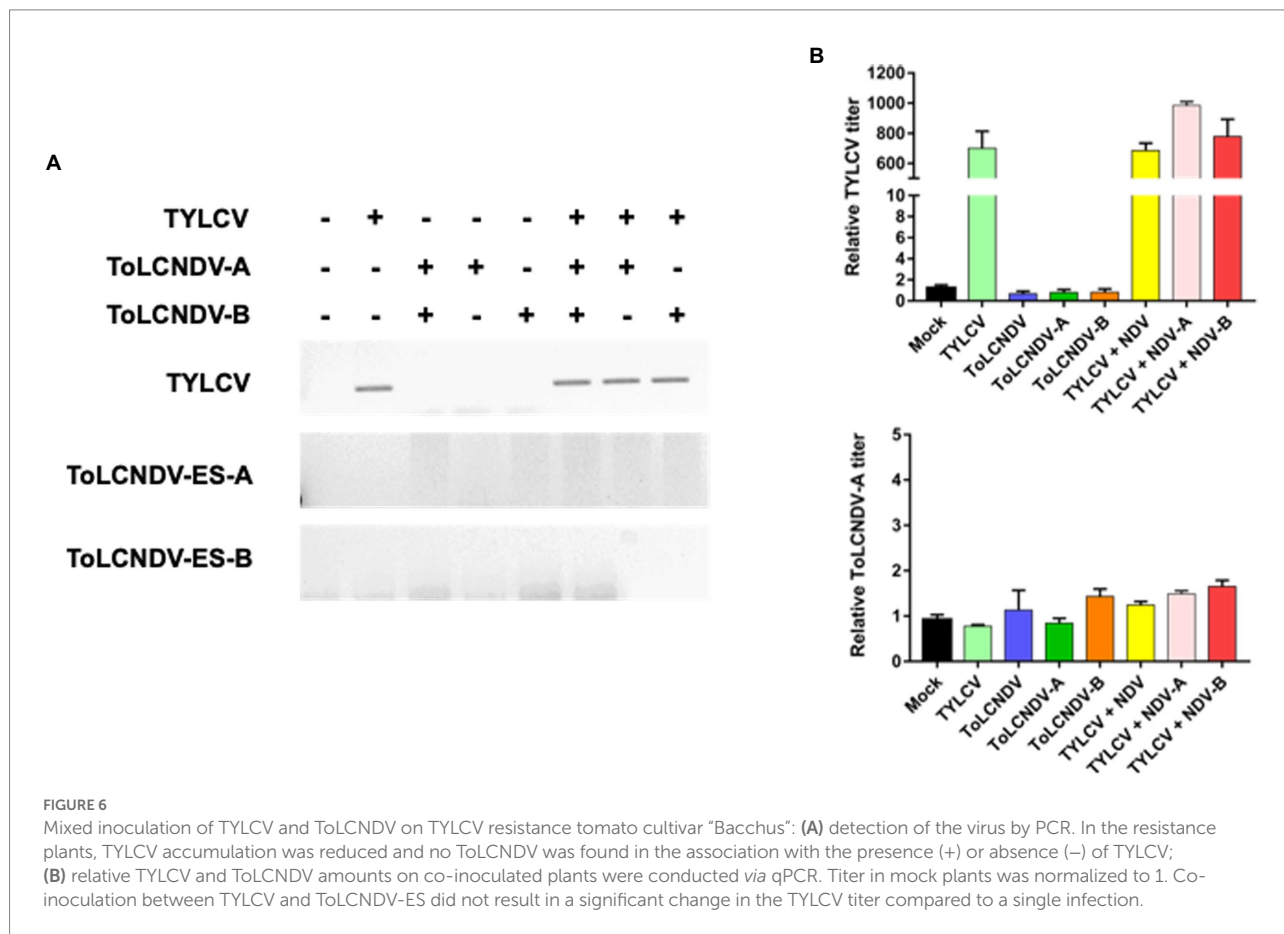 A
TYLCV - + - - - + + +
ToLCNDV-A - - + + - + + -
ToLCNDV-B - - + - + + - +
TYLCV
ToLCNDV-ES-A
ToLCNDV-ES-B
B
Relative TYLCV titer
1200
1000
800
600
10
8
6
4
2
0
Mock
TYLCV
ToLCNDV
ToLCNDV-A
ToLCNDV-B
TYLCV + NDV
TYLCV + NDV-A
TYLCV + NDV-B
Relative ToLCNDV-A titer
5
4
3
2
1
0
Mock
TYLCV
ToLCNDV
ToLCNDV-A
ToLCNDV-B
TYLCV + NDV
TYLCV + NDV-A
TYLCV + NDV-B
FIGURE 6
Mixed inoculation of TYLCV and ToLCNDV on TYLCV resistance tomato cultivar “Bacchus”: (A) detection of the virus by PCR. In the resistance
plants, TYLCV accumulation was reduced and no ToLCNDV was found in the association with the presence (+) or absence (−) of TYLCV;
(B) relative TYLCV and ToLCNDV amounts on co-inoculated plants were conducted via qPCR. Titer in mock plants was normalized to 1. Co-
inoculation between TYLCV and ToLCNDV-ES did not result in a significant change in the TYLCV titer compared to a single infection.